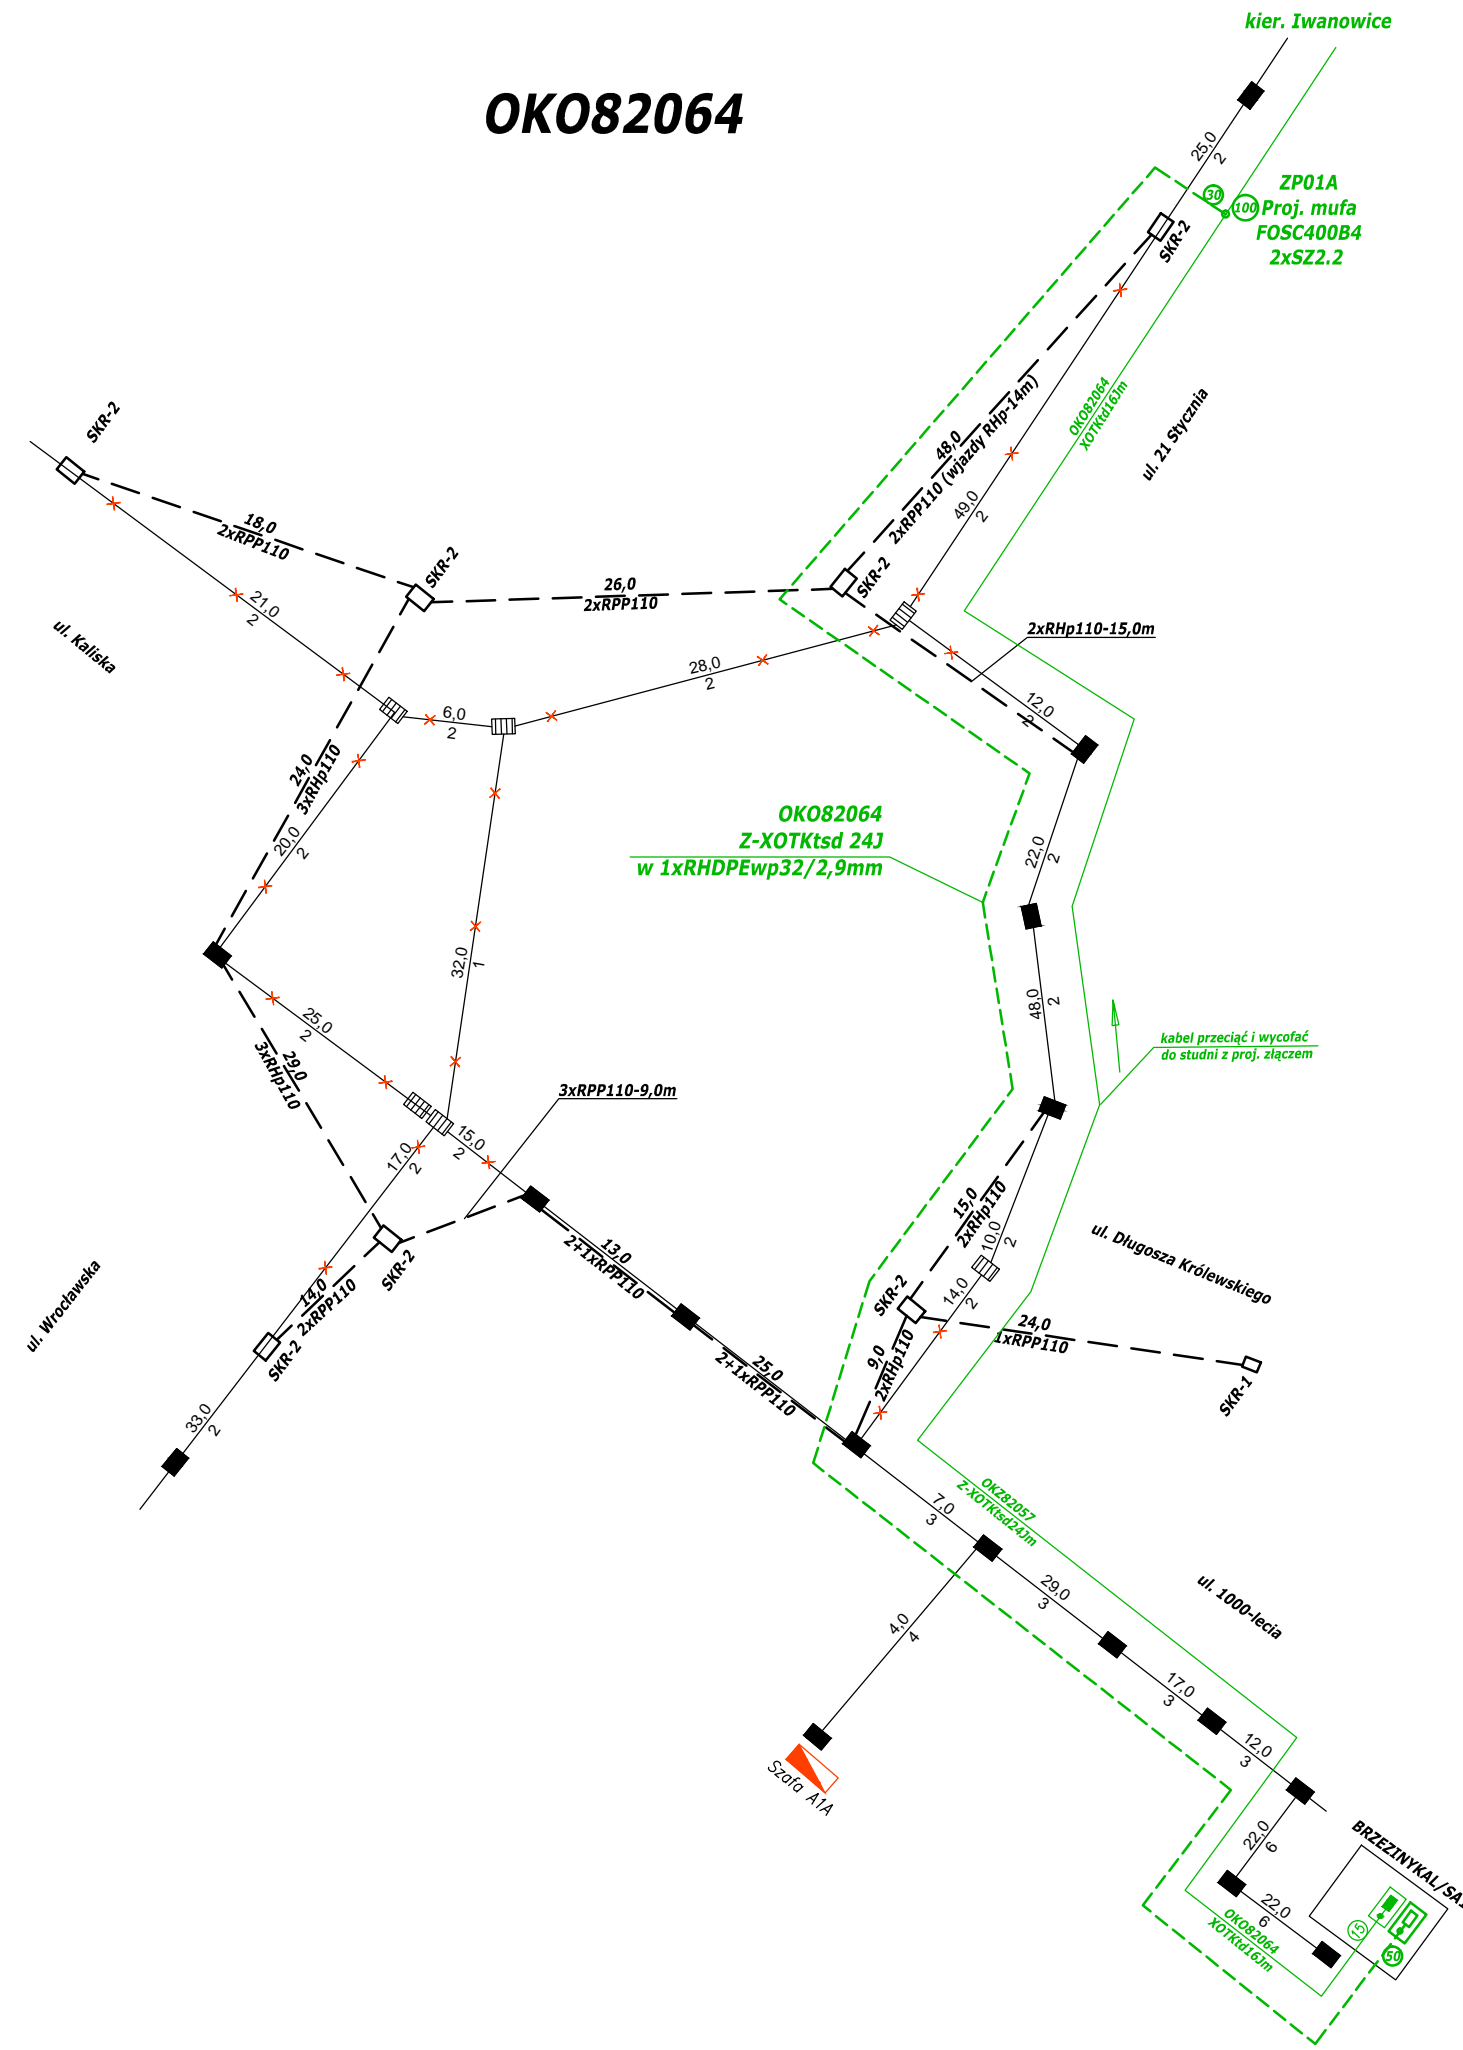 kier. Iwanowice
OKO82064
25,0
2
30
100
ZP01A
Proj. mufa
FOSC400B4
2xSZ2.2
SKR-2
OKO82064
XOTKtd16Jm
ul. 21 Stycznia
48,0
2xRPP110 (wjazdy RHp-14m)
49,0
2
SKR-2
18,0
2xRPP110
SKR-2
26,0
2xRPP110
SKR-2
21,0
2
ul. Kaliska
2xRHp110-15,0m
28,0
2
6,0
2
12,0
2
24,0
3xRHp110
20,0
2
OKO82064
Z-XOTKtsd 24J
w 1xRHDPEwp32/2,9mm
22,0
2
32,0
1
48,0
2
25,0
2
29,0
3xRHp110
kabel przeciąć i wycofać
do studni z proj. złączem
3xRPP110-9,0m
15,0
2
17,0
2
15,0
2xRHp110
10,0
2
ul. Długosza Królewskiego
13,0
2+1xRPP110
SKR-2
14,0
2xRPP110
SKR-2
ul. Wrocławska
SKR-2
14,0
2
24,0
1xRPP110
SKR-1
9,0
2xRHp110
25,0
2+1xRPP110
33,0
2
7,0
3
OKZ82057
Z-XOTKtsd24Jm
29,0
3
ul. 1000-lecia
4,0
4
17,0
3
12,0
3
Szafa A1A
22,0
6
BRZEZINYKAL/SA1
22,0
6
OKO82064
XOTKtd16Jm
15
50